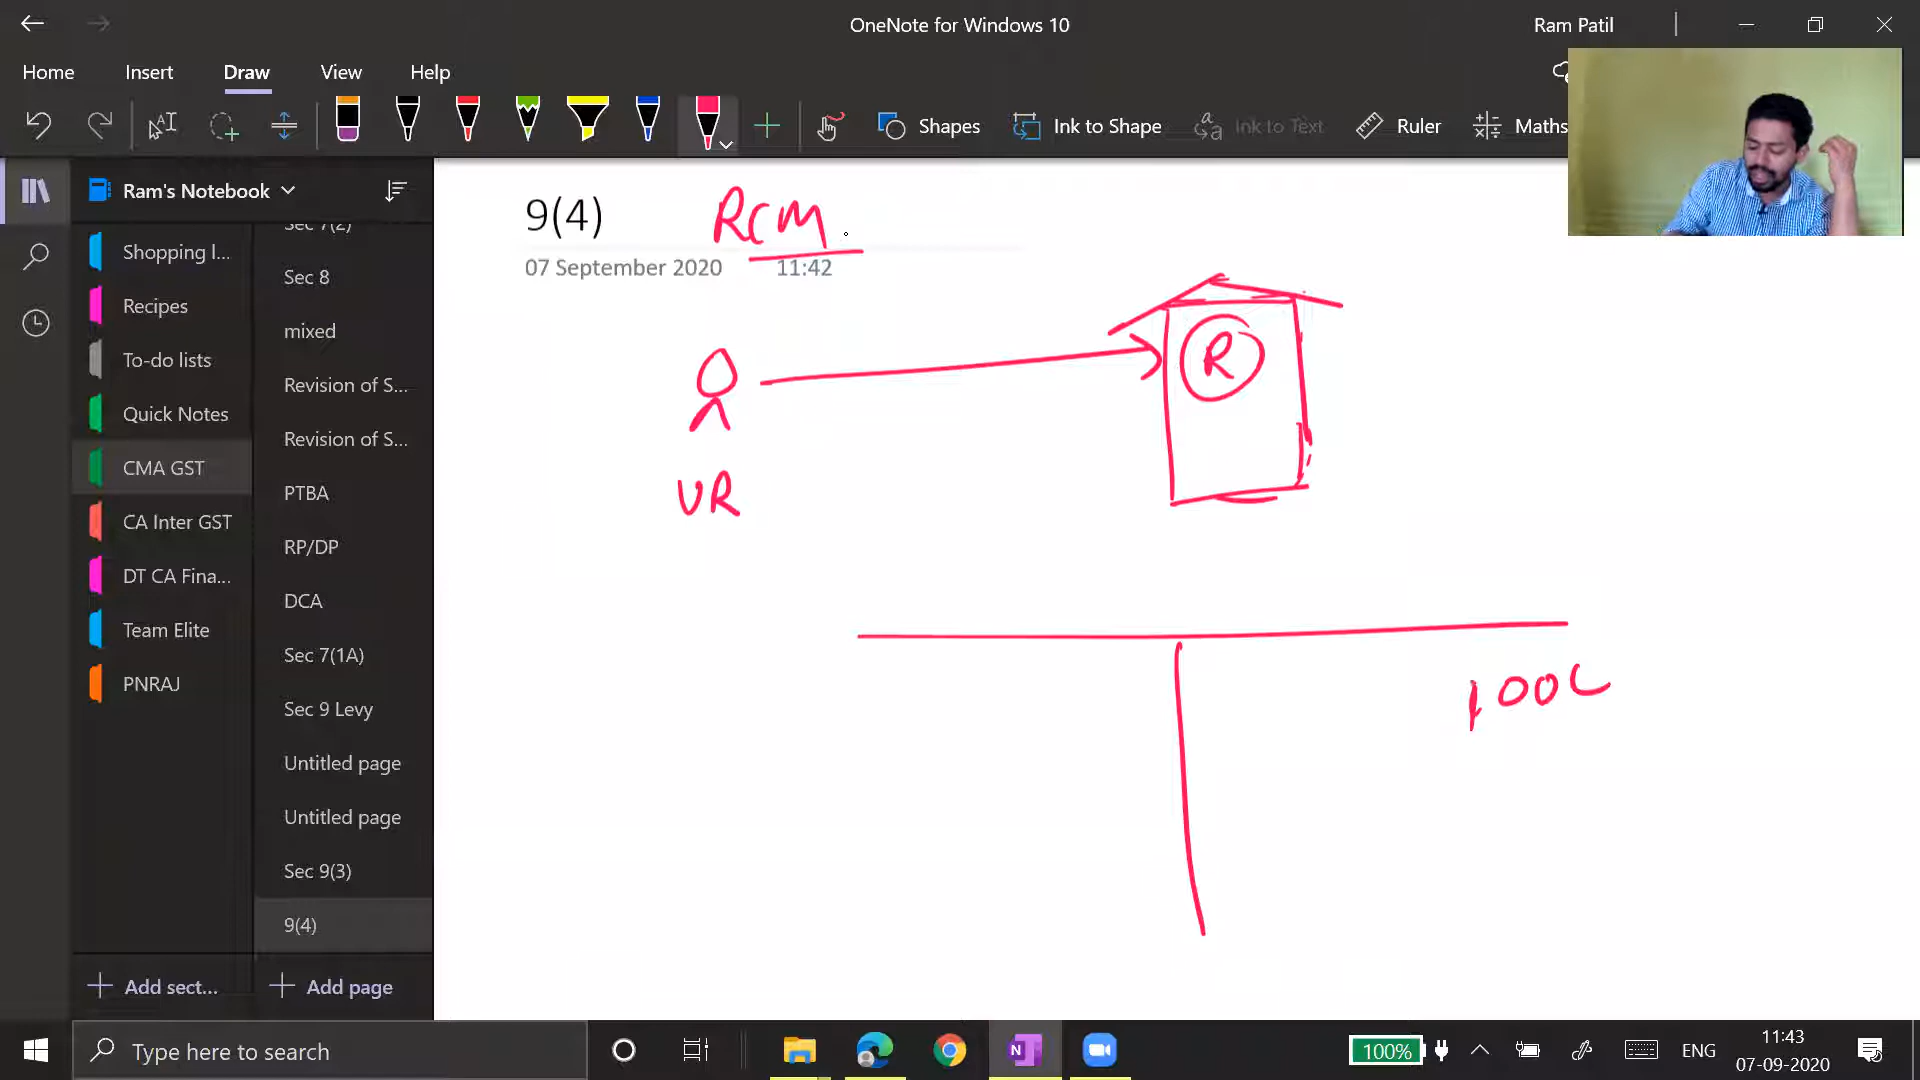 OneNote for Windows 10
Ram Patil
Home
Insert
Draw
View
Help
Shapes
Ink to Shape
Ink to Text
Ruler
Maths
Ram's Notebook
Shopping l...
Recipes
To-do lists
Quick Notes
CMA GST
CA Inter GST
DT CA Fina...
Team Elite
PNRAJ
Add sect...
Sec 7(2)
Sec 8
mixed
Revision of S...
Revision of S...
PTBA
RP/DP
DCA
Sec 7(1A)
Sec 9 Levy
Untitled page
Untitled page
Sec 9(3)
9(4)
Add page
9(4)
RCM
07 September 2020
11:42
R
UR
100C
Type here to search
100%
ENG
11:43
07-09-2020